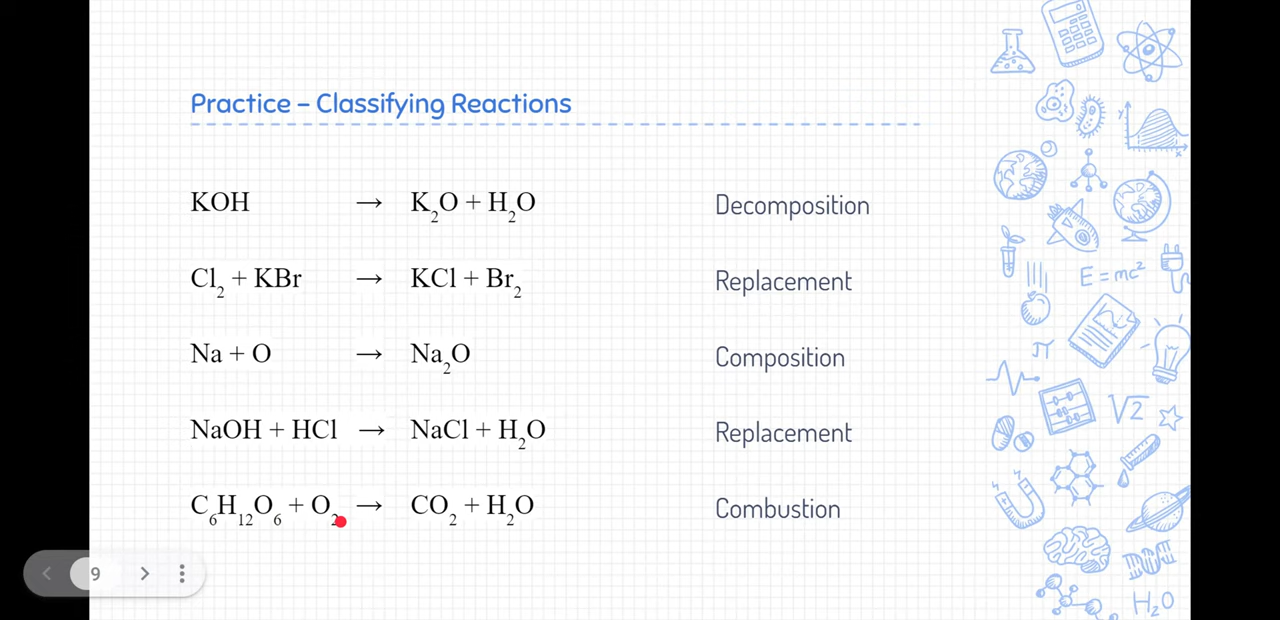 Practice – Classifying Reactions
KOH → K₂O + H₂O Decomposition
Cl₂ + KBr → KCl + Br₂ Replacement
Na + O → Na₂O Composition
NaOH + HCl → NaCl + H₂O Replacement
C₆H₁₂O₆ + O₂ → CO₂ + H₂O Combustion
9
y
x
E = mc²
π
√2
H₂O